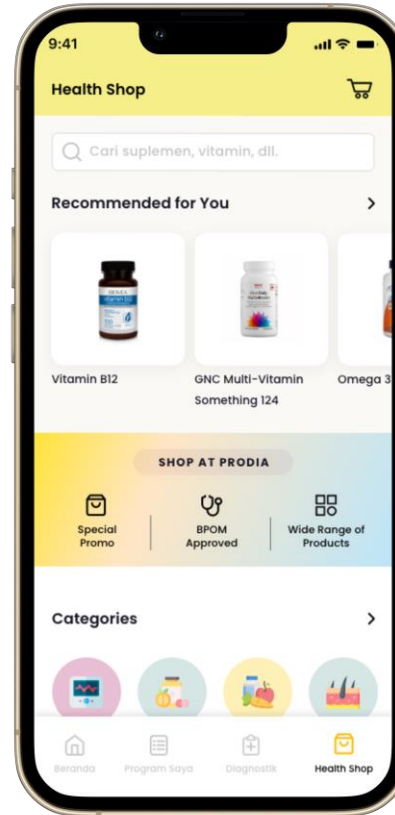 9:41
Health Shop
Cari suplemen, vitamin, dll.
Recommended for You
Vitamin B12
GNC Multi-Vitamin
Something 124
Omega 3
SHOP AT PRODIA
Special
Promo
BPOM
Approved
Wide Range of
Products
Categories
Beranda
Program Saya
Diagnostik
Health Shop